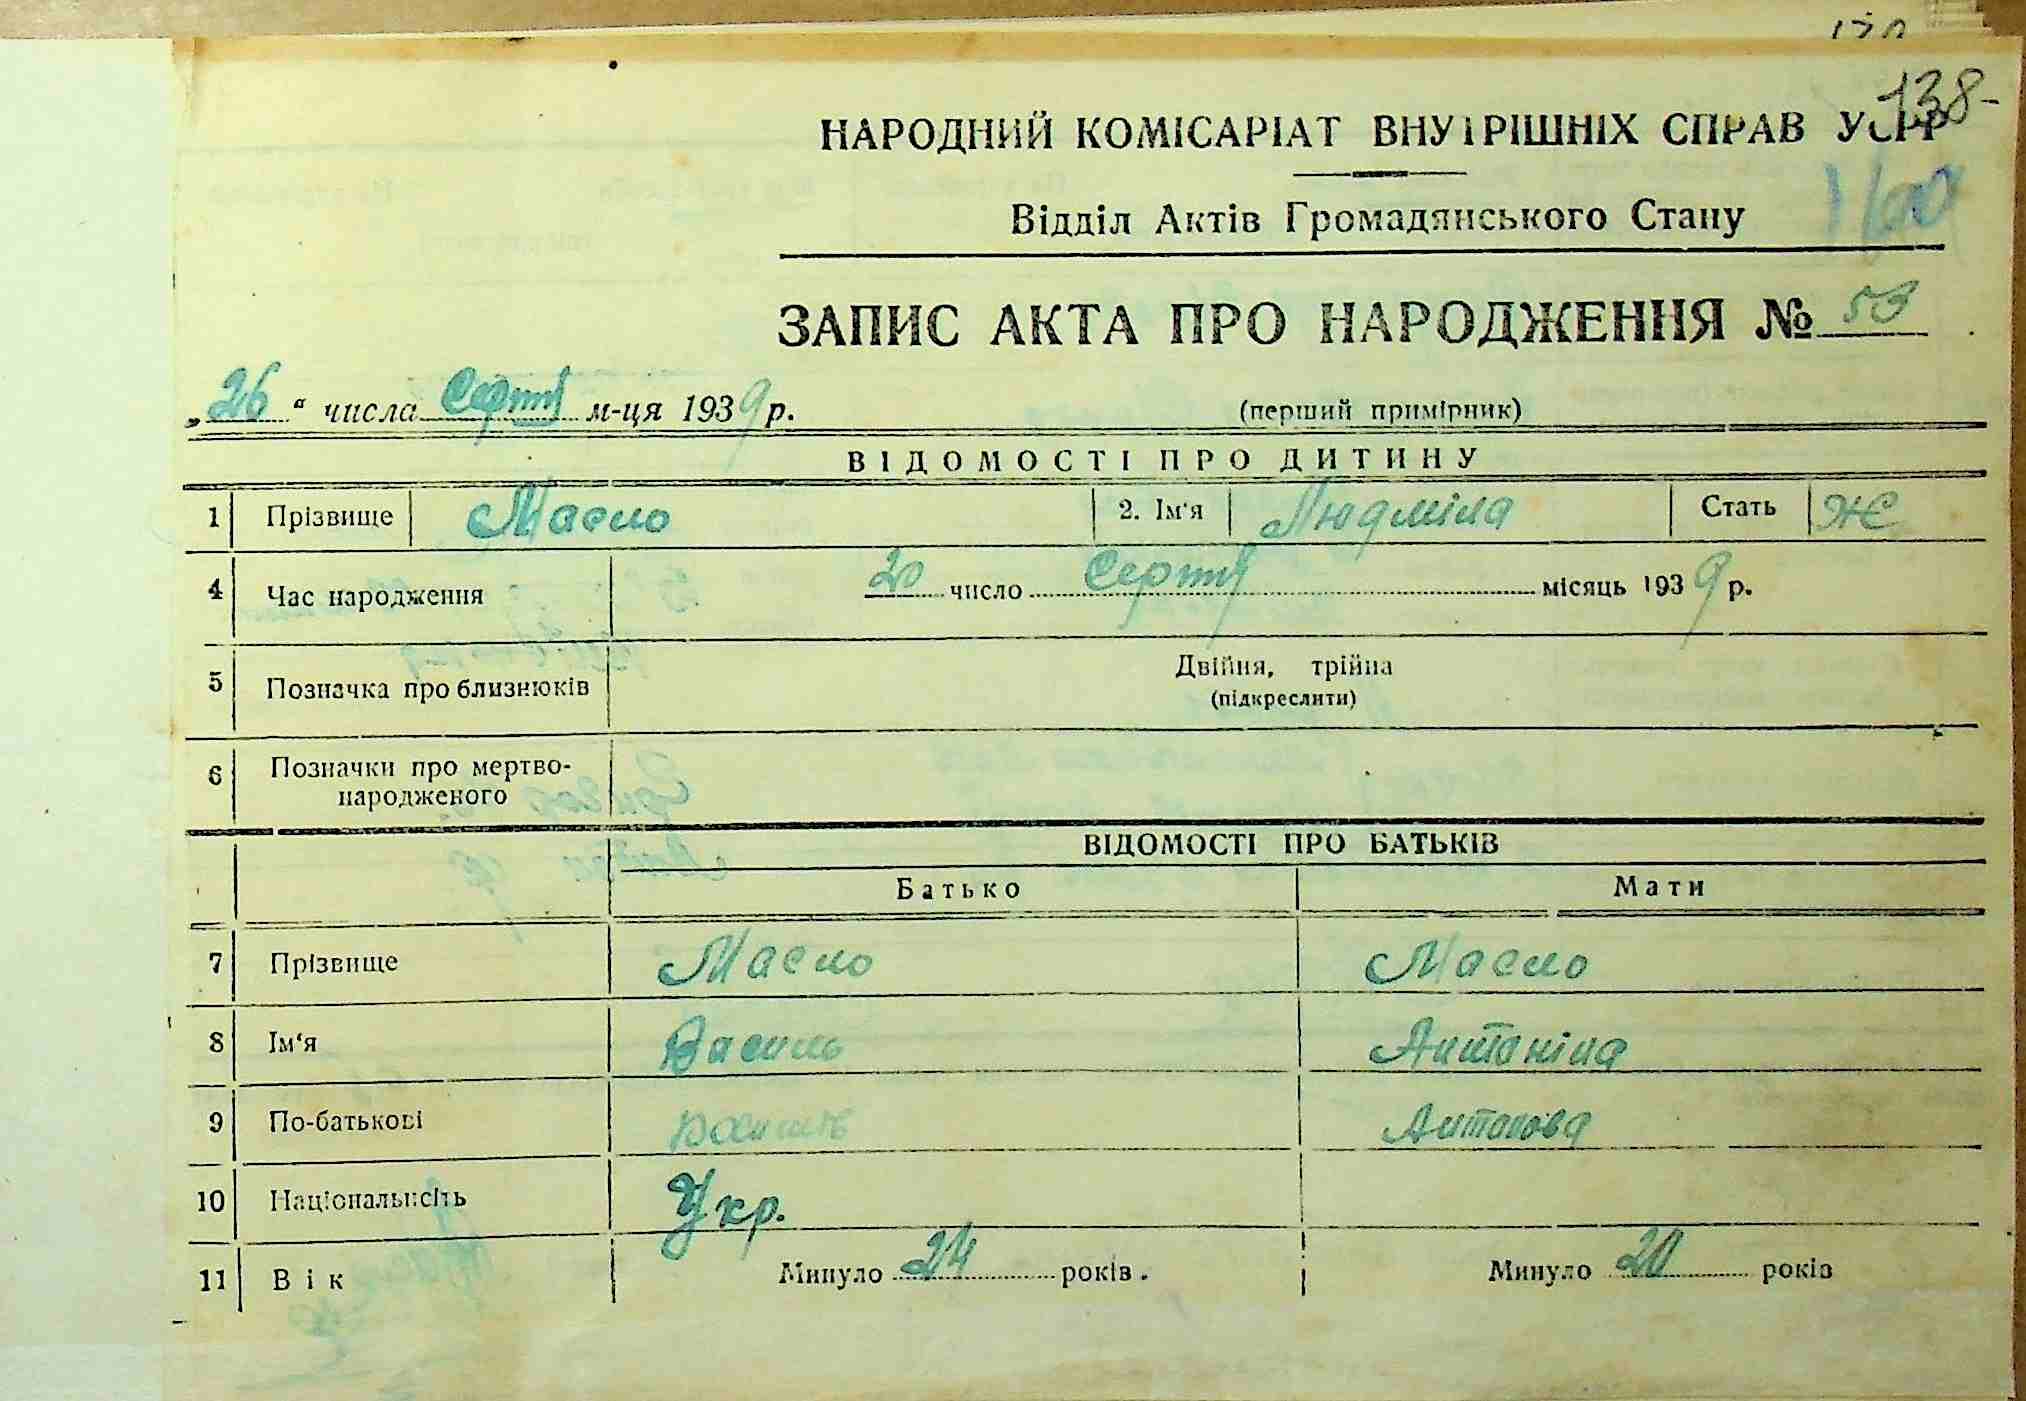 138-
НАРОДНИЙ КОМІСАРІАТ ВНУТРІШНІХ СПРАВ УСРР
Відділ Актів Громадянського Стану
ЗАПИС АКТА ПРО НАРОДЖЕННЯ № 53
„26“ числа Серпня м-ця 1939 р. (перший примірник)
ВІДОМОСТІ ПРО ДИТИНУ
1 Прізвище Масло 2. Ім'я Людміла Стать Ж
4 Час народження 20 число Серпня місяць 1939 р.
5 Позначка про близнюків Двійня, трійня
(підкреслити)
6 Позначки про мертво-
народженого
ВІДОМОСТІ ПРО БАТЬКІВ
Батько Мати
7 Прізвище Масло Масло
8 Ім'я Василь Антоніна
9 По-батькові Антонова
10 Національність Укр.
11 Вік Минуло 24 років. Минуло 20 років